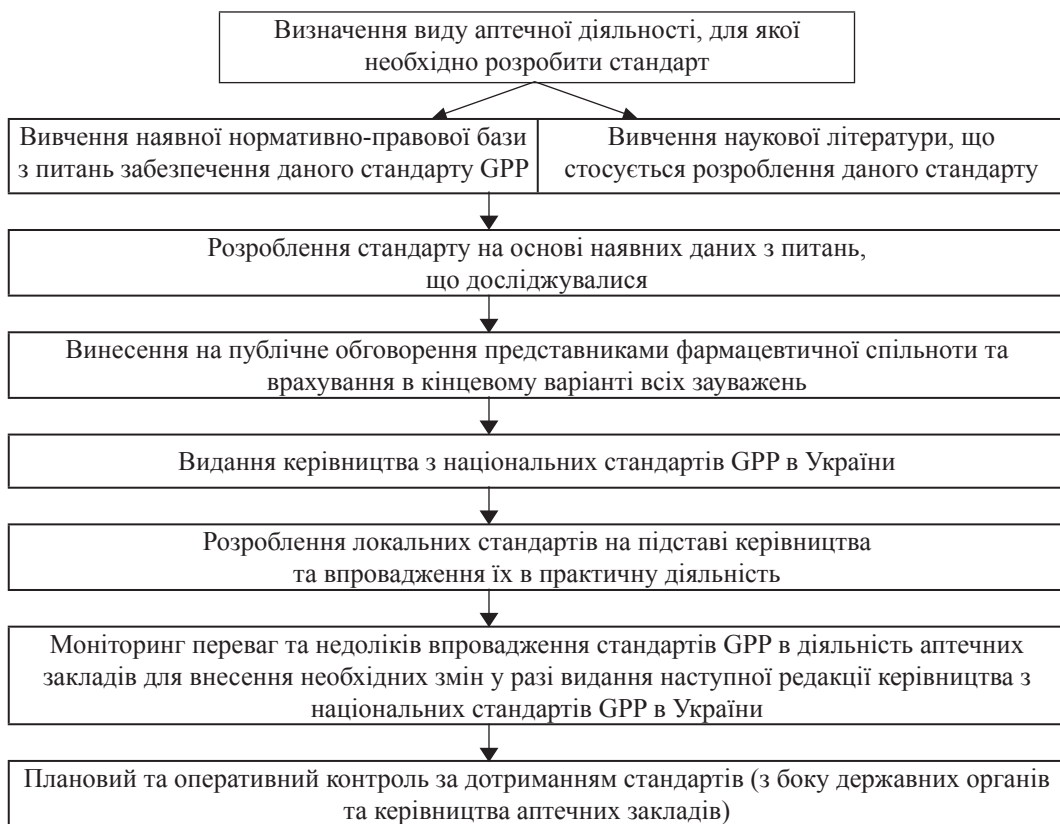 Визначення виду аптечної діяльності, для якої
необхідно розробити стандарт
Вивчення наявної нормативно-правової бази
з питань забезпечення даного стандарту GPP
Вивчення наукової літератури, що
стосується розроблення даного стандарту
Розроблення стандарту на основі наявних даних з питань,
що досліджувалися
Винесення на публічне обговорення представниками фармацевтичної спільноти та
врахування в кінцевому варіанті всіх зауважень
Видання керівництва з національних стандартів GPP в України
Розроблення локальних стандартів на підставі керівництва
та впровадження їх в практичну діяльність
Моніторинг переваг та недоліків впровадження стандартів GPP в діяльність аптечних
закладів для внесення необхідних змін у разі видання наступної редакції керівництва з
національних стандартів GPP в України
Плановий та оперативний контроль за дотриманням стандартів (з боку державних органів
та керівництва аптечних закладів)